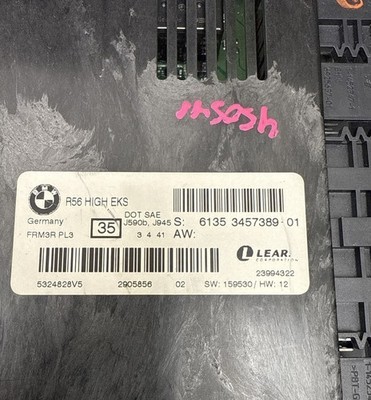 450548
BMW
R56 HIGH EKS
Germany
35
DOT SAE
J590b, J945
S: 6135 3457389-01
FRM3R PL3
3 4 41
AW:
LEAR
CORPORATION
23994322
5324828V5
2905856
02
SW: 159530/ HW: 12